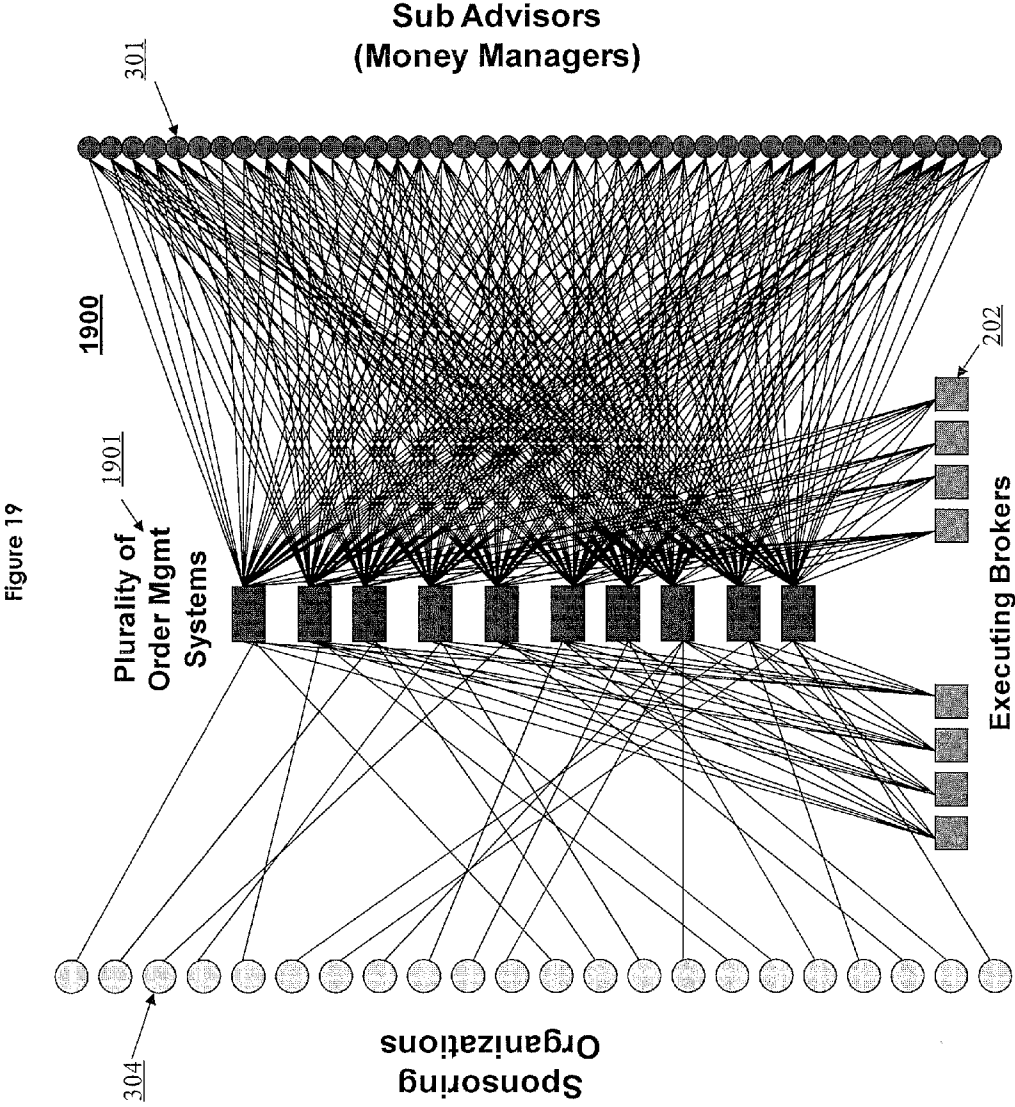 Figure 19
Sponsoring
Organizations
304
Plurality of
Order Mgmt
Systems
1901
1900
Executing Brokers
202
301
Sub Advisors
(Money Managers)